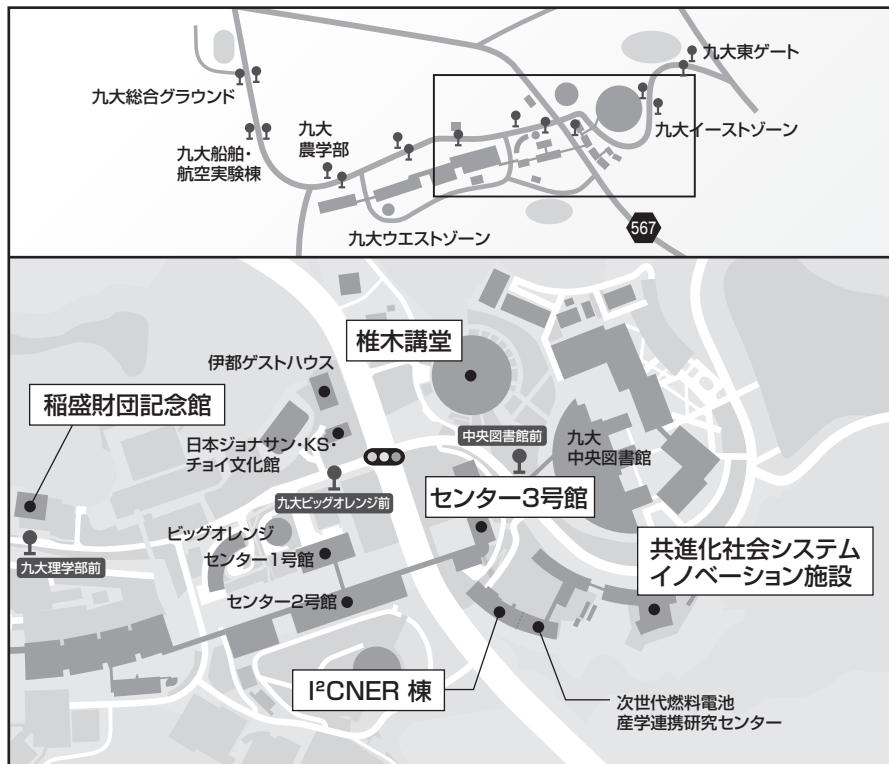 九大東ゲート
九大総合グラウンド
九大
農学部
九大イーストゾーン
九大船舶・
航空実験棟
九大ウエストゾーン
567
椎木講堂
伊都ゲストハウス
稲盛財団記念館
日本ジョナサン・KS・
チョイ文化館
中央図書館前
九大
中央図書館
九大ビッグオレンジ前
センター3号館
ビッグオレンジ
センター1号館
共進化社会システム
イノベーション施設
九大理学部前
センター2号館
I²CNER 棟
次世代燃料電池
産学連携研究センター